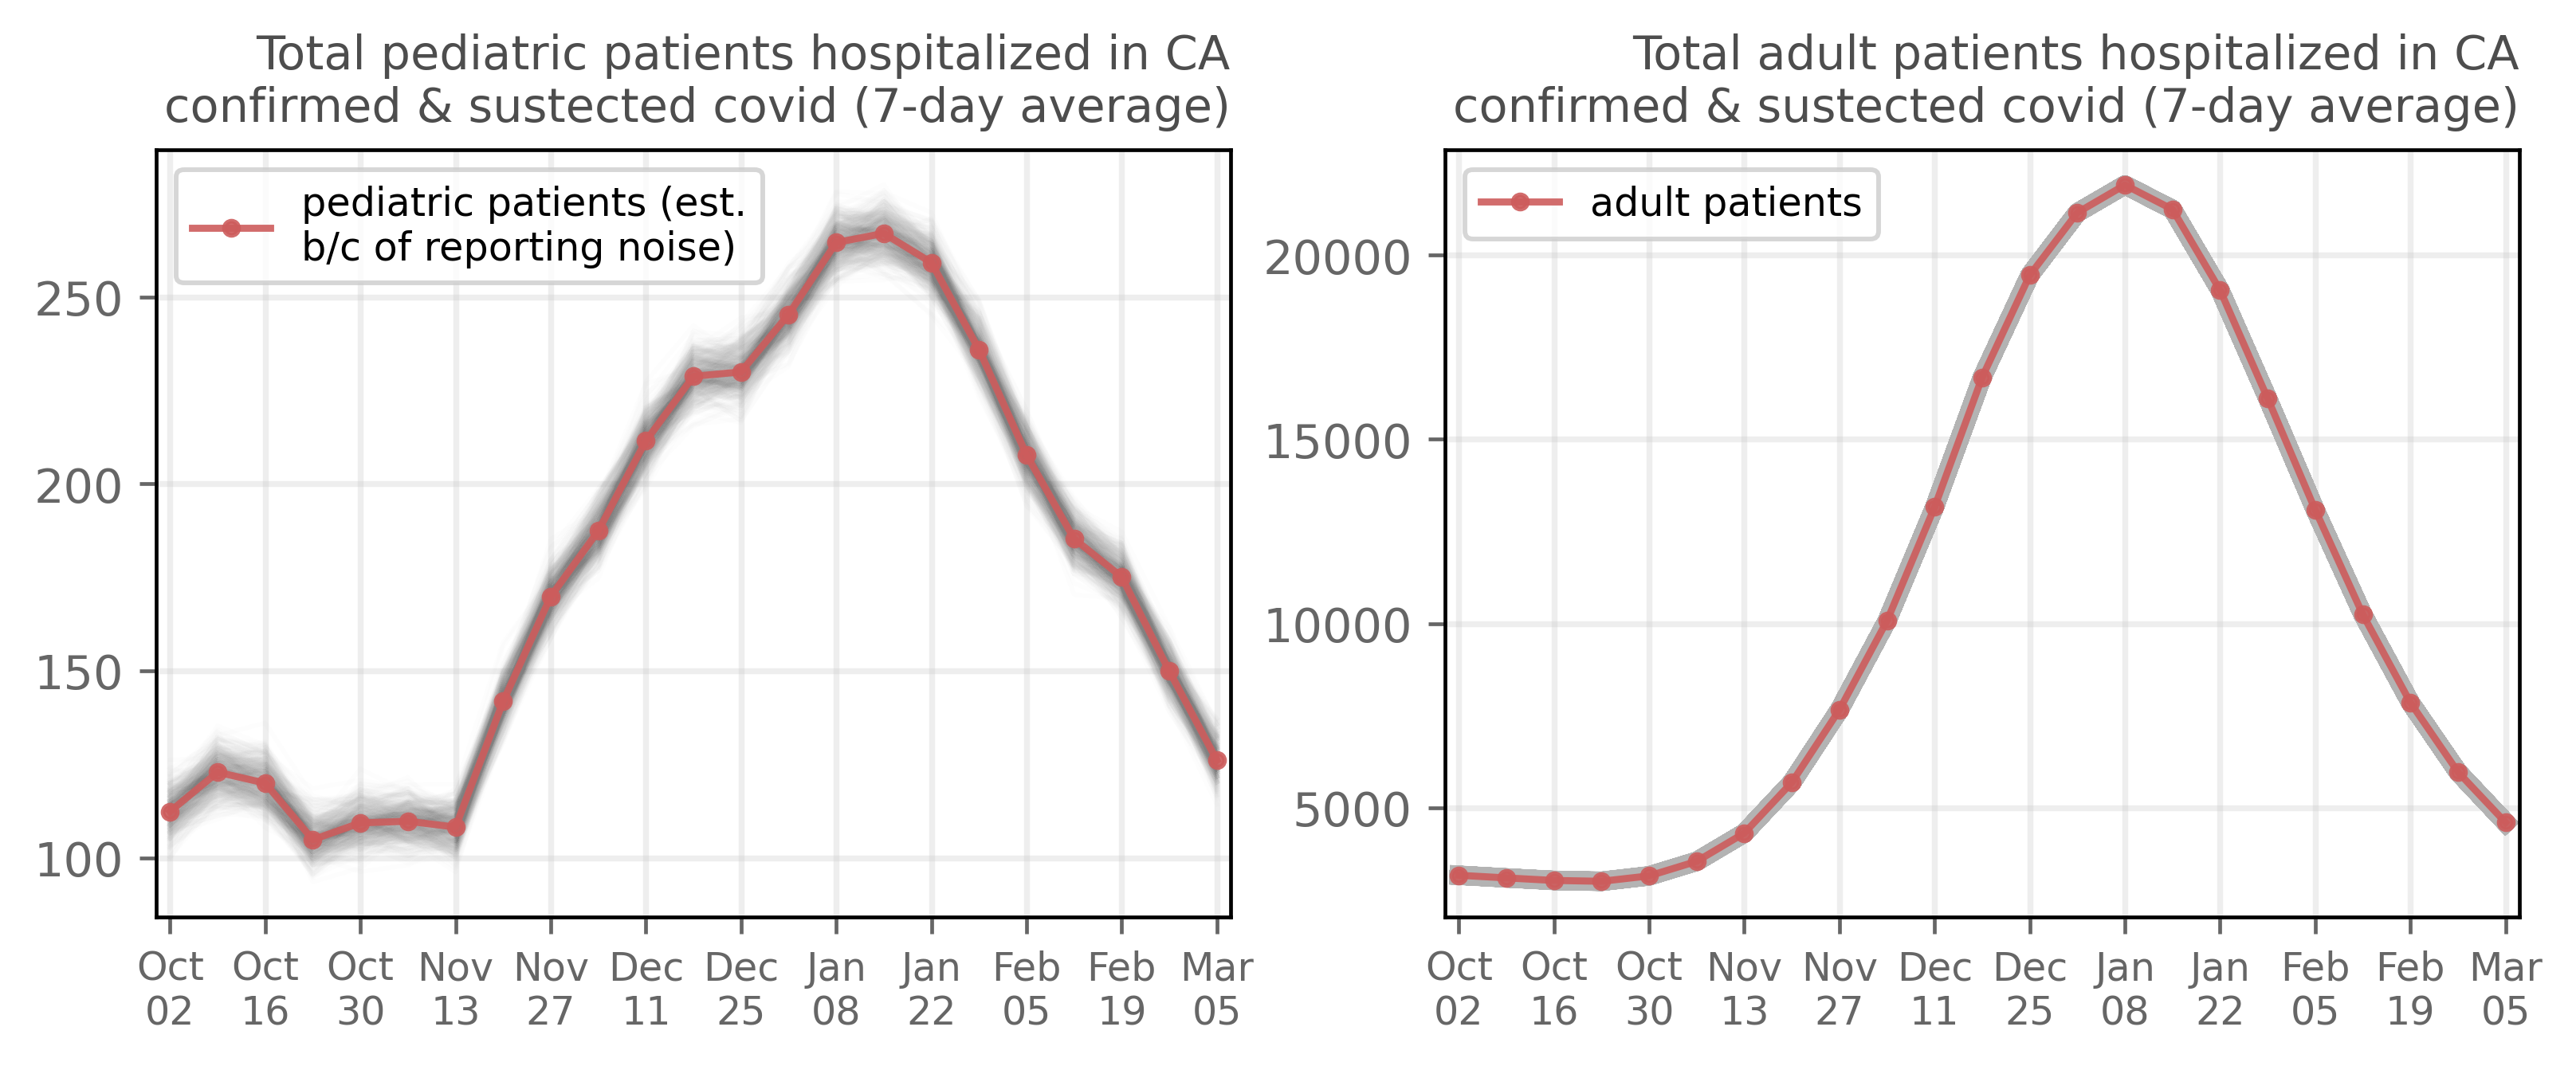 Total pediatric patients hospitalized in CA
confirmed & sustected covid (7-day average)
pediatric patients (est.
b/c of reporting noise)
250
200
150
100
Oct Oct Oct Nov Nov Dec Dec Jan Jan Feb Feb Mar
02 16 30 13 27 11 25 08 22 05 19 05
Total adult patients hospitalized in CA
confirmed & sustected covid (7-day average)
adult patients
20000
15000
10000
5000
Oct Oct Oct Nov Nov Dec Dec Jan Jan Feb Feb Mar
02 16 30 13 27 11 25 08 22 05 19 05